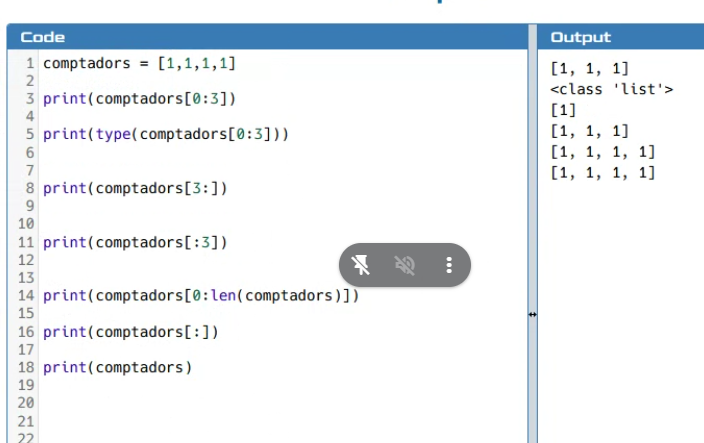 Code
1 comptadors = [1,1,1,1]
2
3 print(comptadors[0:3])
4
5 print(type(comptadors[0:3]))
6
7
8 print(comptadors[3:])
9
10
11 print(comptadors[:3])
12
13
14 print(comptadors[0:len(comptadors)])
15
16 print(comptadors[:])
17
18 print(comptadors)
19
20
21
22
Output
[1, 1, 1]
<class 'list'>
[1]
[1, 1, 1]
[1, 1, 1, 1]
[1, 1, 1, 1]